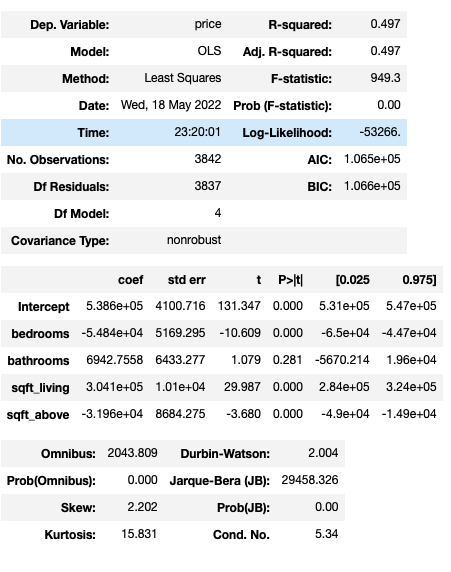 Dep. Variable: price R-squared: 0.497
Model: OLS Adj. R-squared: 0.497
Method: Least Squares F-statistic: 949.3
Date: Wed, 18 May 2022 Prob (F-statistic): 0.00
Time: 23:20:01 Log-Likelihood: -53266.
No. Observations: 3842 AIC: 1.065e+05
Df Residuals: 3837 BIC: 1.066e+05
Df Model: 4
Covariance Type: nonrobust
coef std err t P>|t| [0.025 0.975]
Intercept 5.386e+05 4100.716 131.347 0.000 5.31e+05 5.47e+05
bedrooms -5.484e+04 5169.295 -10.609 0.000 -6.5e+04 -4.47e+04
bathrooms 6942.7558 6433.277 1.079 0.281 -5670.214 1.96e+04
sqft_living 3.041e+05 1.01e+04 29.987 0.000 2.84e+05 3.24e+05
sqft_above -3.196e+04 8684.275 -3.680 0.000 -4.9e+04 -1.49e+04
Omnibus: 2043.809 Durbin-Watson: 2.004
Prob(Omnibus): 0.000 Jarque-Bera (JB): 29458.326
Skew: 2.202 Prob(JB): 0.00
Kurtosis: 15.831 Cond. No. 5.34